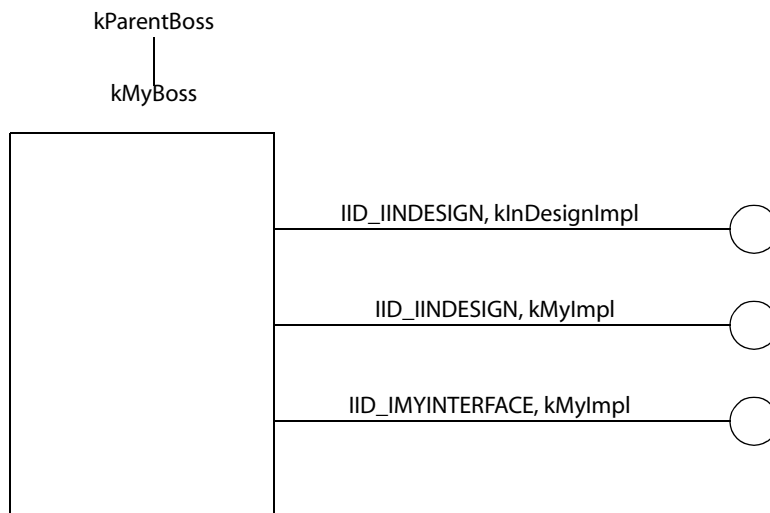 kParentBoss
kMyBoss
IID_IINDESIGN, kInDesignImpl
IID_IINDESIGN, kMyImpl
IID_IMYINTERFACE, kMyImpl